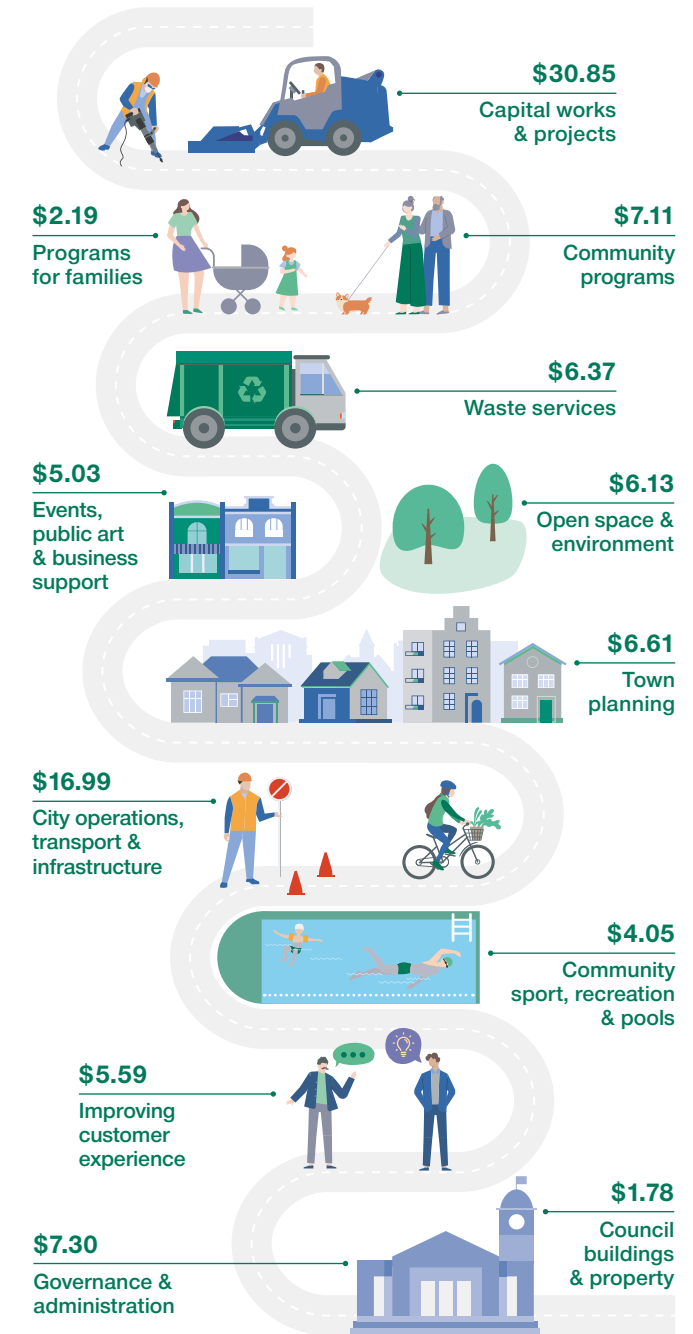 $30.85
Capital works
& projects
$2.19
Programs
for families
$7.11
Community
programs
$6.37
Waste services
$5.03
Events,
public art
& business
support
$6.13
Open space &
environment
$6.61
Town
planning
$16.99
City operations,
transport &
infrastructure
$4.05
Community
sport, recreation
& pools
$5.59
Improving
customer
experience
$1.78
Council
buildings
& property
$7.30
Governance &
administration